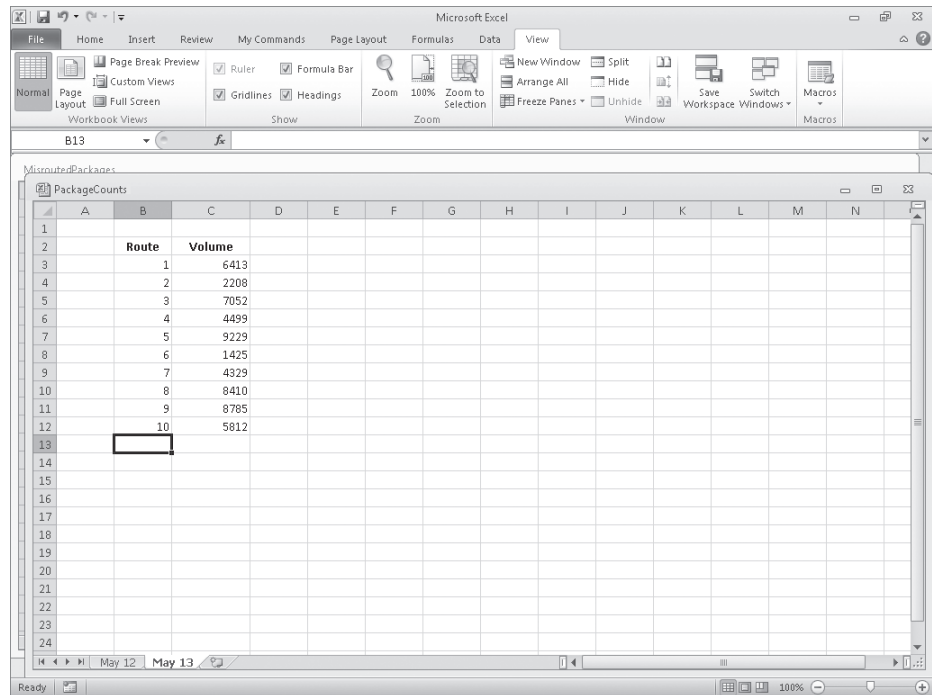 Microsoft Excel
File Home Insert Review My Commands Page Layout Formulas Data View
Normal
Page Layout
Page Break Preview
Custom Views
Full Screen
Workbook Views
Ruler
Formula Bar
Gridlines
Headings
Show
Zoom
100%
Zoom to Selection
Zoom
New Window
Arrange All
Freeze Panes
Split
Hide
Unhide
Save Workspace
Switch Windows
Window
Macros
Macros
B13
fx
MisroutedPackages
PackageCounts
A B C D E F G H I J K L M N
1
2 Route Volume
3 1 6413
4 2 2208
5 3 7052
6 4 4499
7 5 9229
8 6 1425
9 7 4329
10 8 8410
11 9 8785
12 10 5812
13
14
15
16
17
18
19
20
21
22
23
24
May 12 May 13
Ready
100%